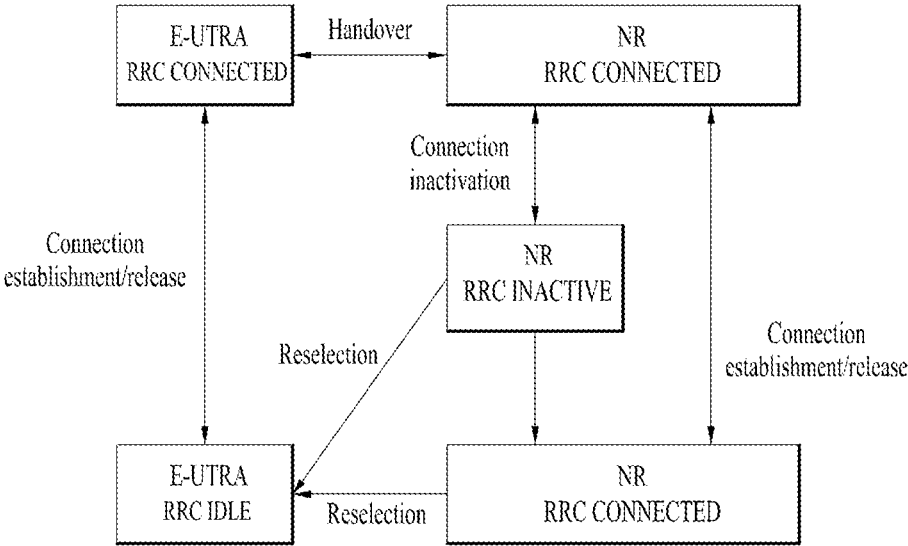 E-UTRA
RRC CONNECTED
Handover
NR
RRC CONNECTED
Connection
inactivation
NR
RRC INACTIVE
Connection
establishment/release
Reselection
Connection
establishment/release
E-UTRA
RRC IDLE
Reselection
NR
RRC CONNECTED